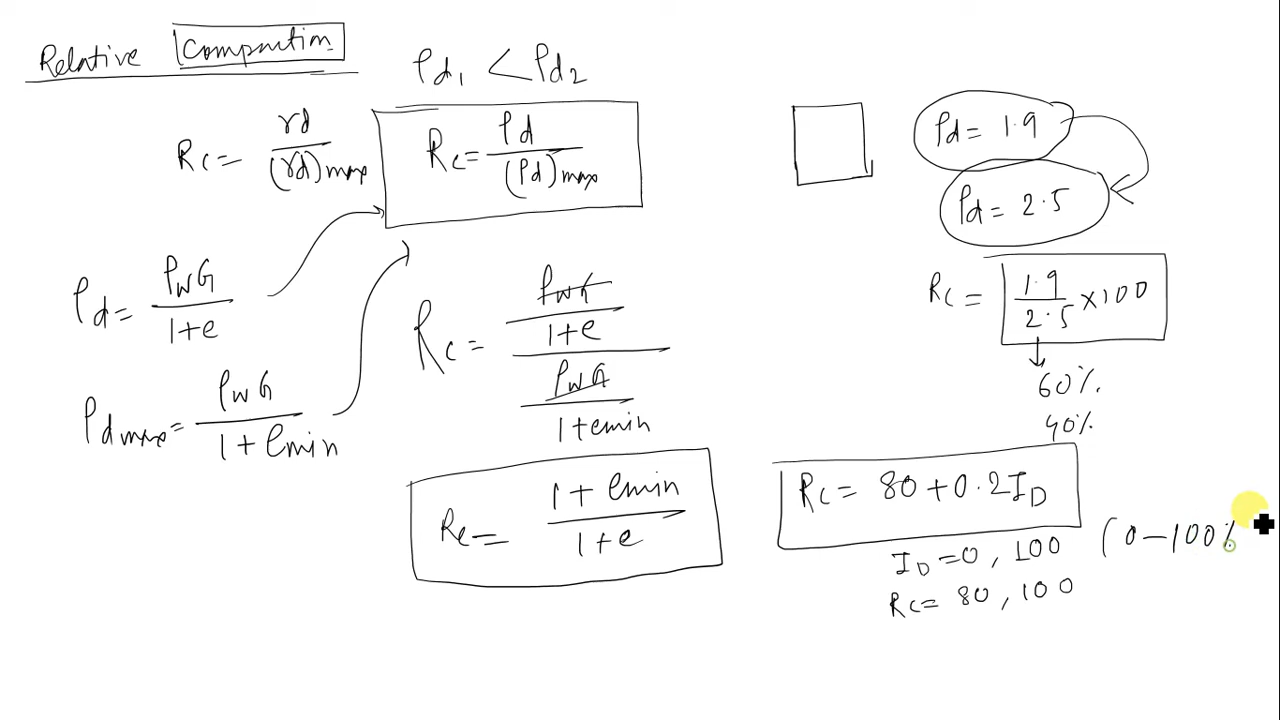 Relative Compaction
ρd1 < ρd2
Rc = γd / (γd)max
Rc = ρd / (ρd)max
ρd = 1.9
ρd = 2.5
ρd = ρwG / 1+e
Rc = 1.9 / 2.5 × 100
60%.
40%.
ρdmax = ρwG / 1 + emin
Rc = ρwG / 1+e / ρwG / 1+emin
Rc = 1 + emin / 1 + e
Rc = 80 + 0.2 ID
ID = 0, 100 (0 – 100%
Rc = 80, 100